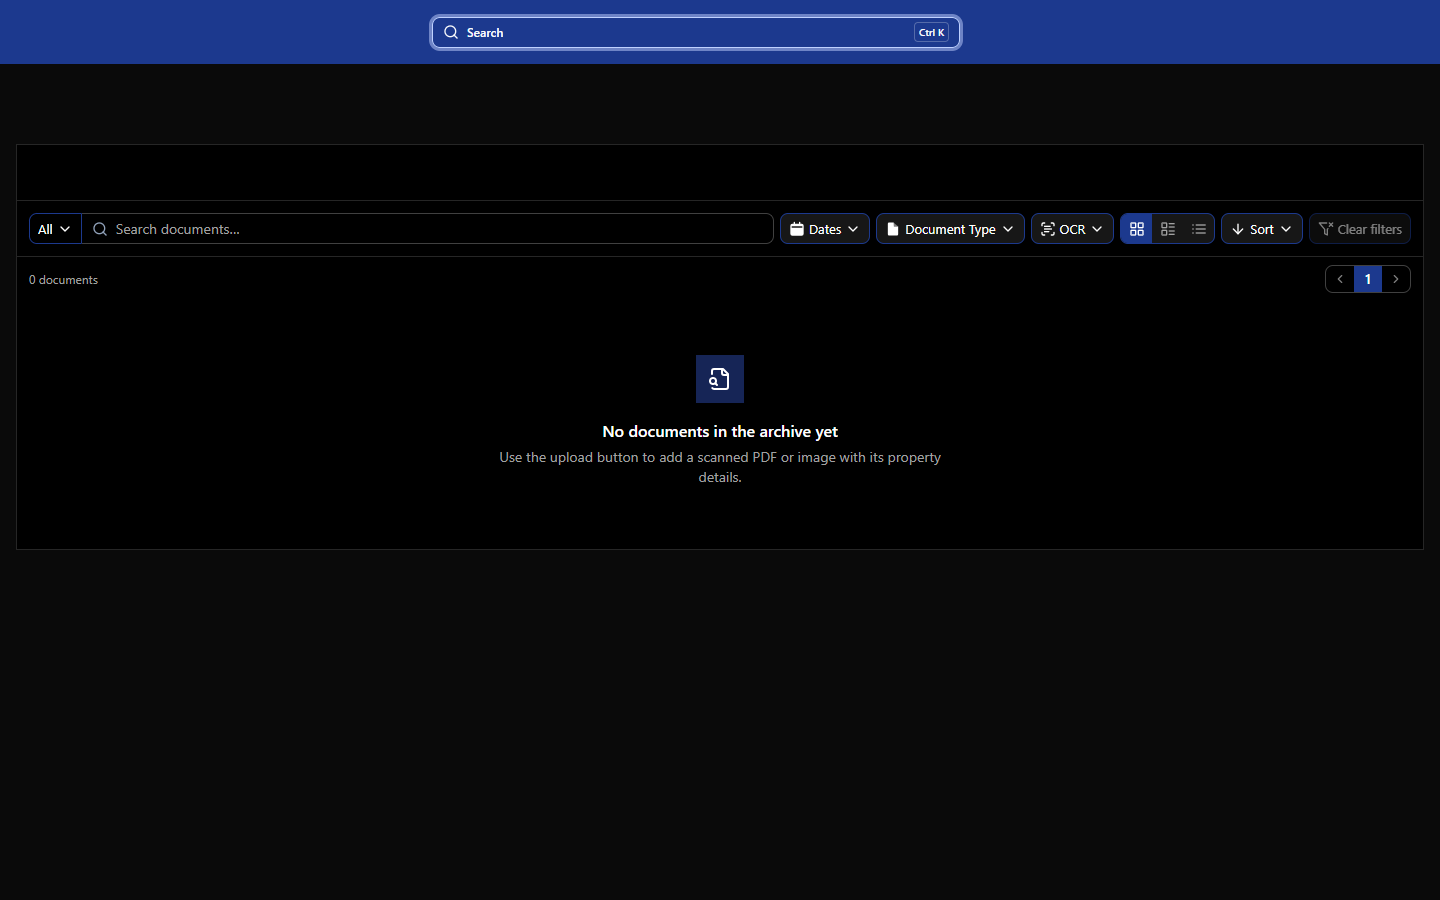 Search Ctrl K
All Search documents... Dates Document Type OCR Sort Clear filters
0 documents 1
No documents in the archive yet
Use the upload button to add a scanned PDF or image with its property
details.